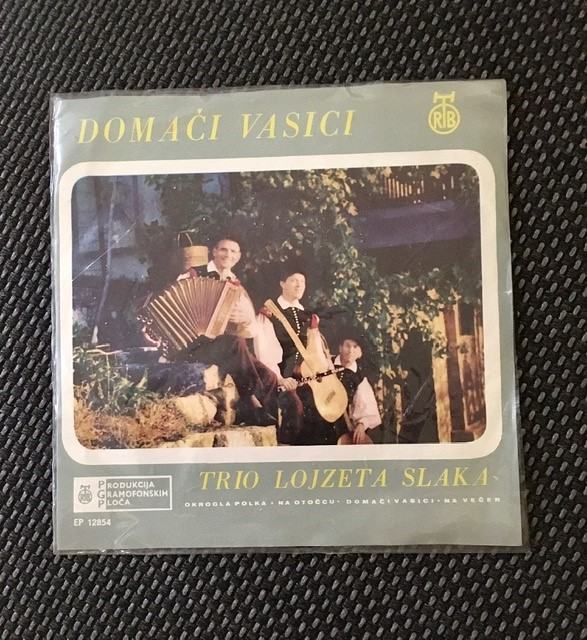 DOMAČI VASICI
RTB
TRIO LOJZETA SLAKA
PRODUKCIJA
GRAMOFONSKIH
PLOČA
OKROGLA POLKA • NA OTOČCU • DOMAČI VASICI • NA VEČER
EP 12854